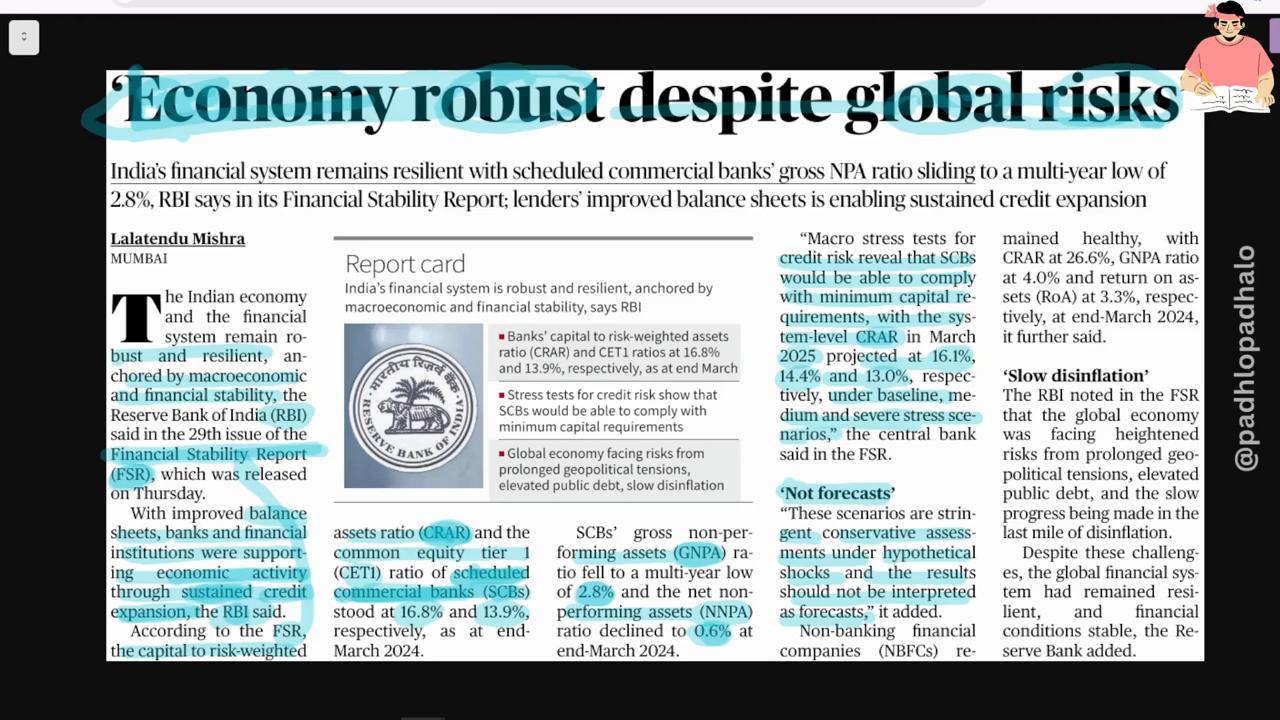 ‘Economy robust despite global risks
India’s financial system remains resilient with scheduled commercial banks’ gross NPA ratio sliding to a multi-year low of
2.8%, RBI says in its Financial Stability Report; lenders’ improved balance sheets is enabling sustained credit expansion
Lalatendu Mishra
MUMBAI
The Indian economy
and the financial
system remain ro-
bust and resilient, an-
chored by macroeconomic
and financial stability, the
Reserve Bank of India (RBI)
said in the 29th issue of the
Financial Stability Report
(FSR), which was released
on Thursday.
With improved balance
sheets, banks and financial
institutions were support-
ing economic activity
through sustained credit
expansion, the RBI said.
According to the FSR,
the capital to risk-weighted
Report card
India’s financial system is robust and resilient, anchored by
macroeconomic and financial stability, says RBI
भारतीय रिज़र्व बैंक
RESERVE BANK OF INDIA
Banks’ capital to risk-weighted assets
ratio (CRAR) and CET1 ratios at 16.8%
and 13.9%, respectively, as at end March
Stress tests for credit risk show that
SCBs would be able to comply with
minimum capital requirements
Global economy facing risks from
prolonged geopolitical tensions,
elevated public debt, slow disinflation
assets ratio (CRAR) and the
common equity tier 1
(CET1) ratio of scheduled
commercial banks (SCBs)
stood at 16.8% and 13.9%,
respectively, as at end-
March 2024.
SCBs’ gross non-per-
forming assets (GNPA) ra-
tio fell to a multi-year low
of 2.8% and the net non-
performing assets (NNPA)
ratio declined to 0.6% at
end-March 2024.
“Macro stress tests for
credit risk reveal that SCBs
would be able to comply
with minimum capital re-
quirements, with the sys-
tem-level CRAR in March
2025 projected at 16.1%,
14.4% and 13.0%, respec-
tively, under baseline, me-
dium and severe stress sce-
narios,” the central bank
said in the FSR.
‘Not forecasts’
“These scenarios are strin-
gent conservative assess-
ments under hypothetical
shocks and the results
should not be interpreted
as forecasts,” it added.
Non-banking financial
companies (NBFCs) re-
mained healthy, with
CRAR at 26.6%, GNPA ratio
at 4.0% and return on as-
sets (RoA) at 3.3%, respec-
tively, at end-March 2024,
it further said.
‘Slow disinflation’
The RBI noted in the FSR
that the global economy
was facing heightened
risks from prolonged geo-
political tensions, elevated
public debt, and the slow
progress being made in the
last mile of disinflation.
Despite these challeng-
es, the global financial sys-
tem had remained resi-
lient, and financial
conditions stable, the Re-
serve Bank added.
@padhlopadhalo